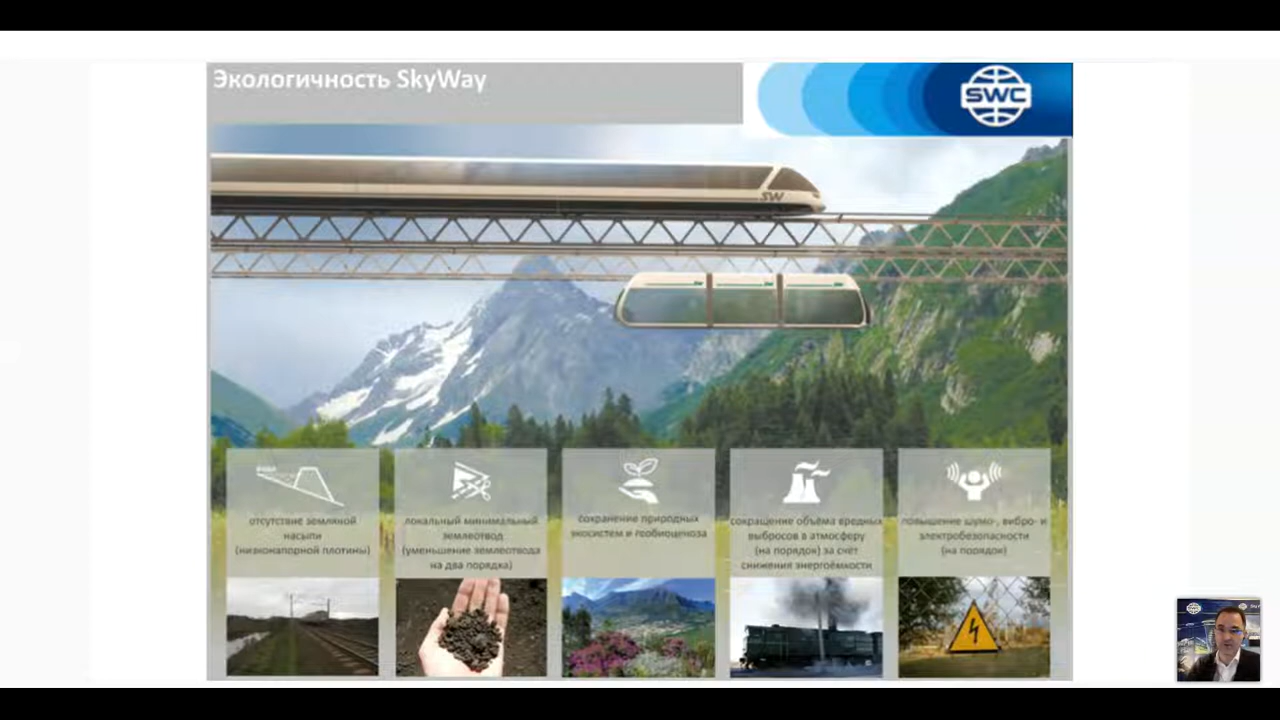 Экологичность SkyWay
SWC
SW
отсутствие земляной
насыпи
(низконапорной плотины)
локальный минимальный
землеотвод
(уменьшение землеотвода
на два порядка)
сохранение природных
экосистем и геобиоценоза
сокращение объёма вредных
выбросов в атмосферу
(на порядок) за счёт
снижения энергоёмкости
повышение шумо-, вибро- и
электробезопасности
(на порядок)